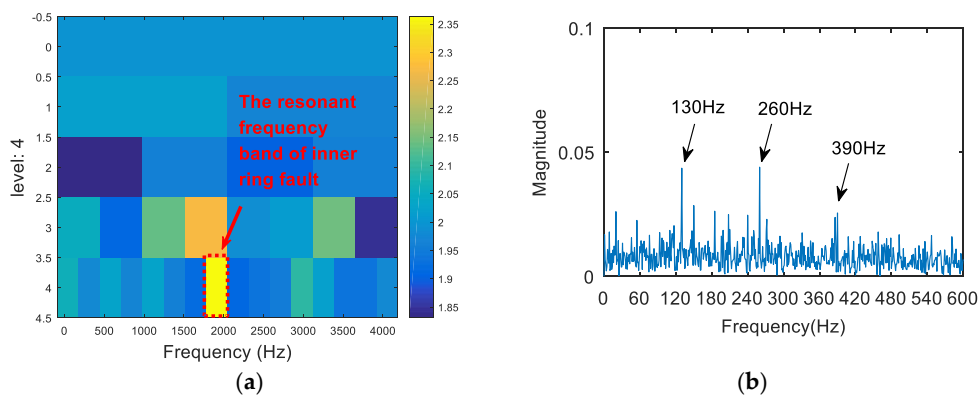 -0.5
0
0.5
1
1.5
2
2.5
3
3.5
4
4.5
level: 4
0
500
1000
1500
2000
2500
3000
3500
4000
Frequency (Hz)
The resonant
frequency
band of inner
ring fault
2.35
2.3
2.25
2.2
2.15
2.1
2.05
2
1.95
1.9
1.85
(a)
0.1
0.05
0
Magnitude
130Hz
260Hz
390Hz
0 60 120 180 240 300 360 420 480 540 600
Frequency(Hz)
(b)